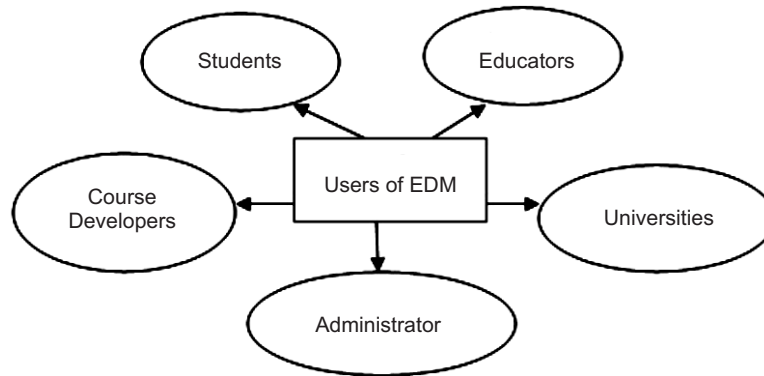 Students
Educators
Users of EDM
Course
Developers
Universities
Administrator